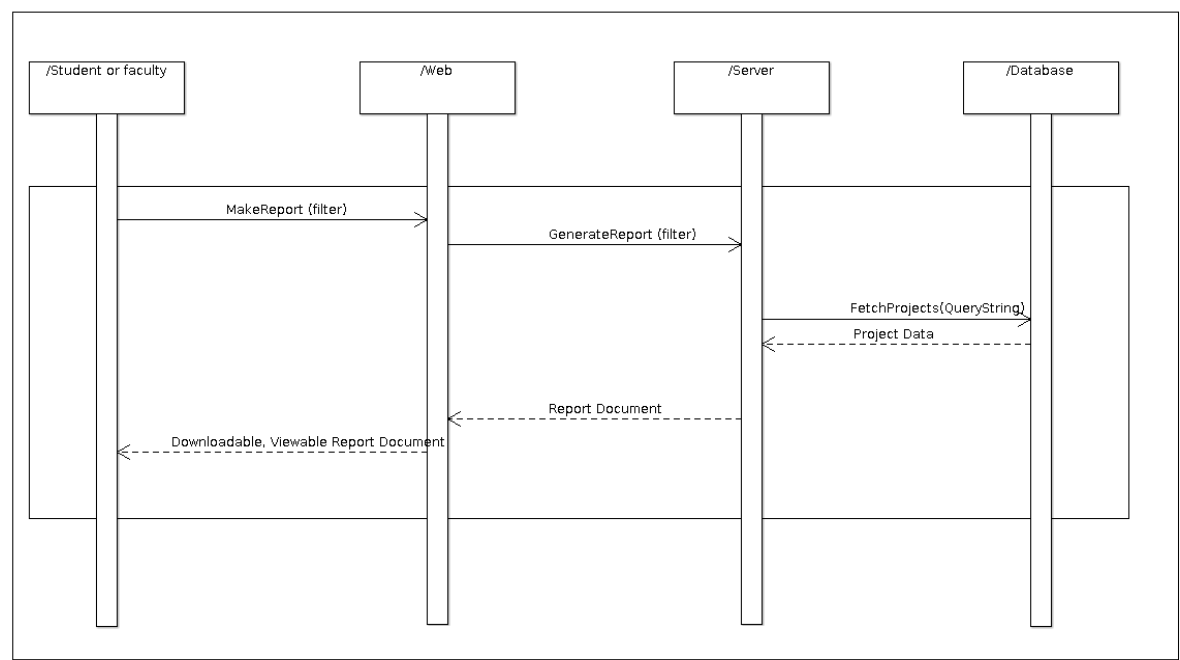 /Student or faculty
/Web
/Server
/Database
MakeReport (filter)
GenerateReport (filter)
FetchProjects(QueryString)
Project Data
Report Document
Downloadable, Viewable Report Document